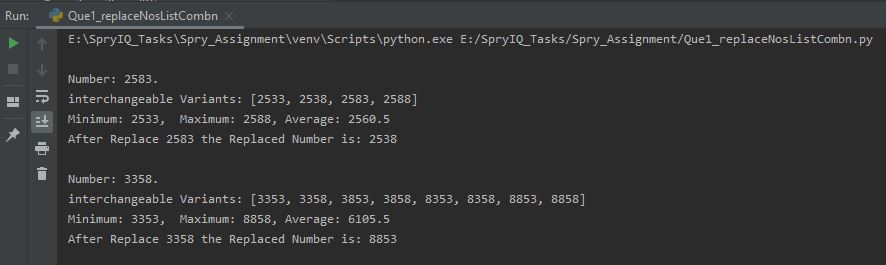 Run: Que1_replaceNosListCombn ×
E:\SpryIQ_Tasks\Spry_Assignment\venv\Scripts\python.exe E:/SpryIQ_Tasks/Spry_Assignment/Que1_replaceNosListCombn.py
Number: 2583.
interchangeable Variants: [2533, 2538, 2583, 2588]
Minimum: 2533,  Maximum: 2588, Average: 2560.5
After Replace 2583 the Replaced Number is: 2538
Number: 3358.
interchangeable Variants: [3353, 3358, 3853, 3858, 8353, 8358, 8853, 8858]
Minimum: 3353,  Maximum: 8858, Average: 6105.5
After Replace 3358 the Replaced Number is: 8853